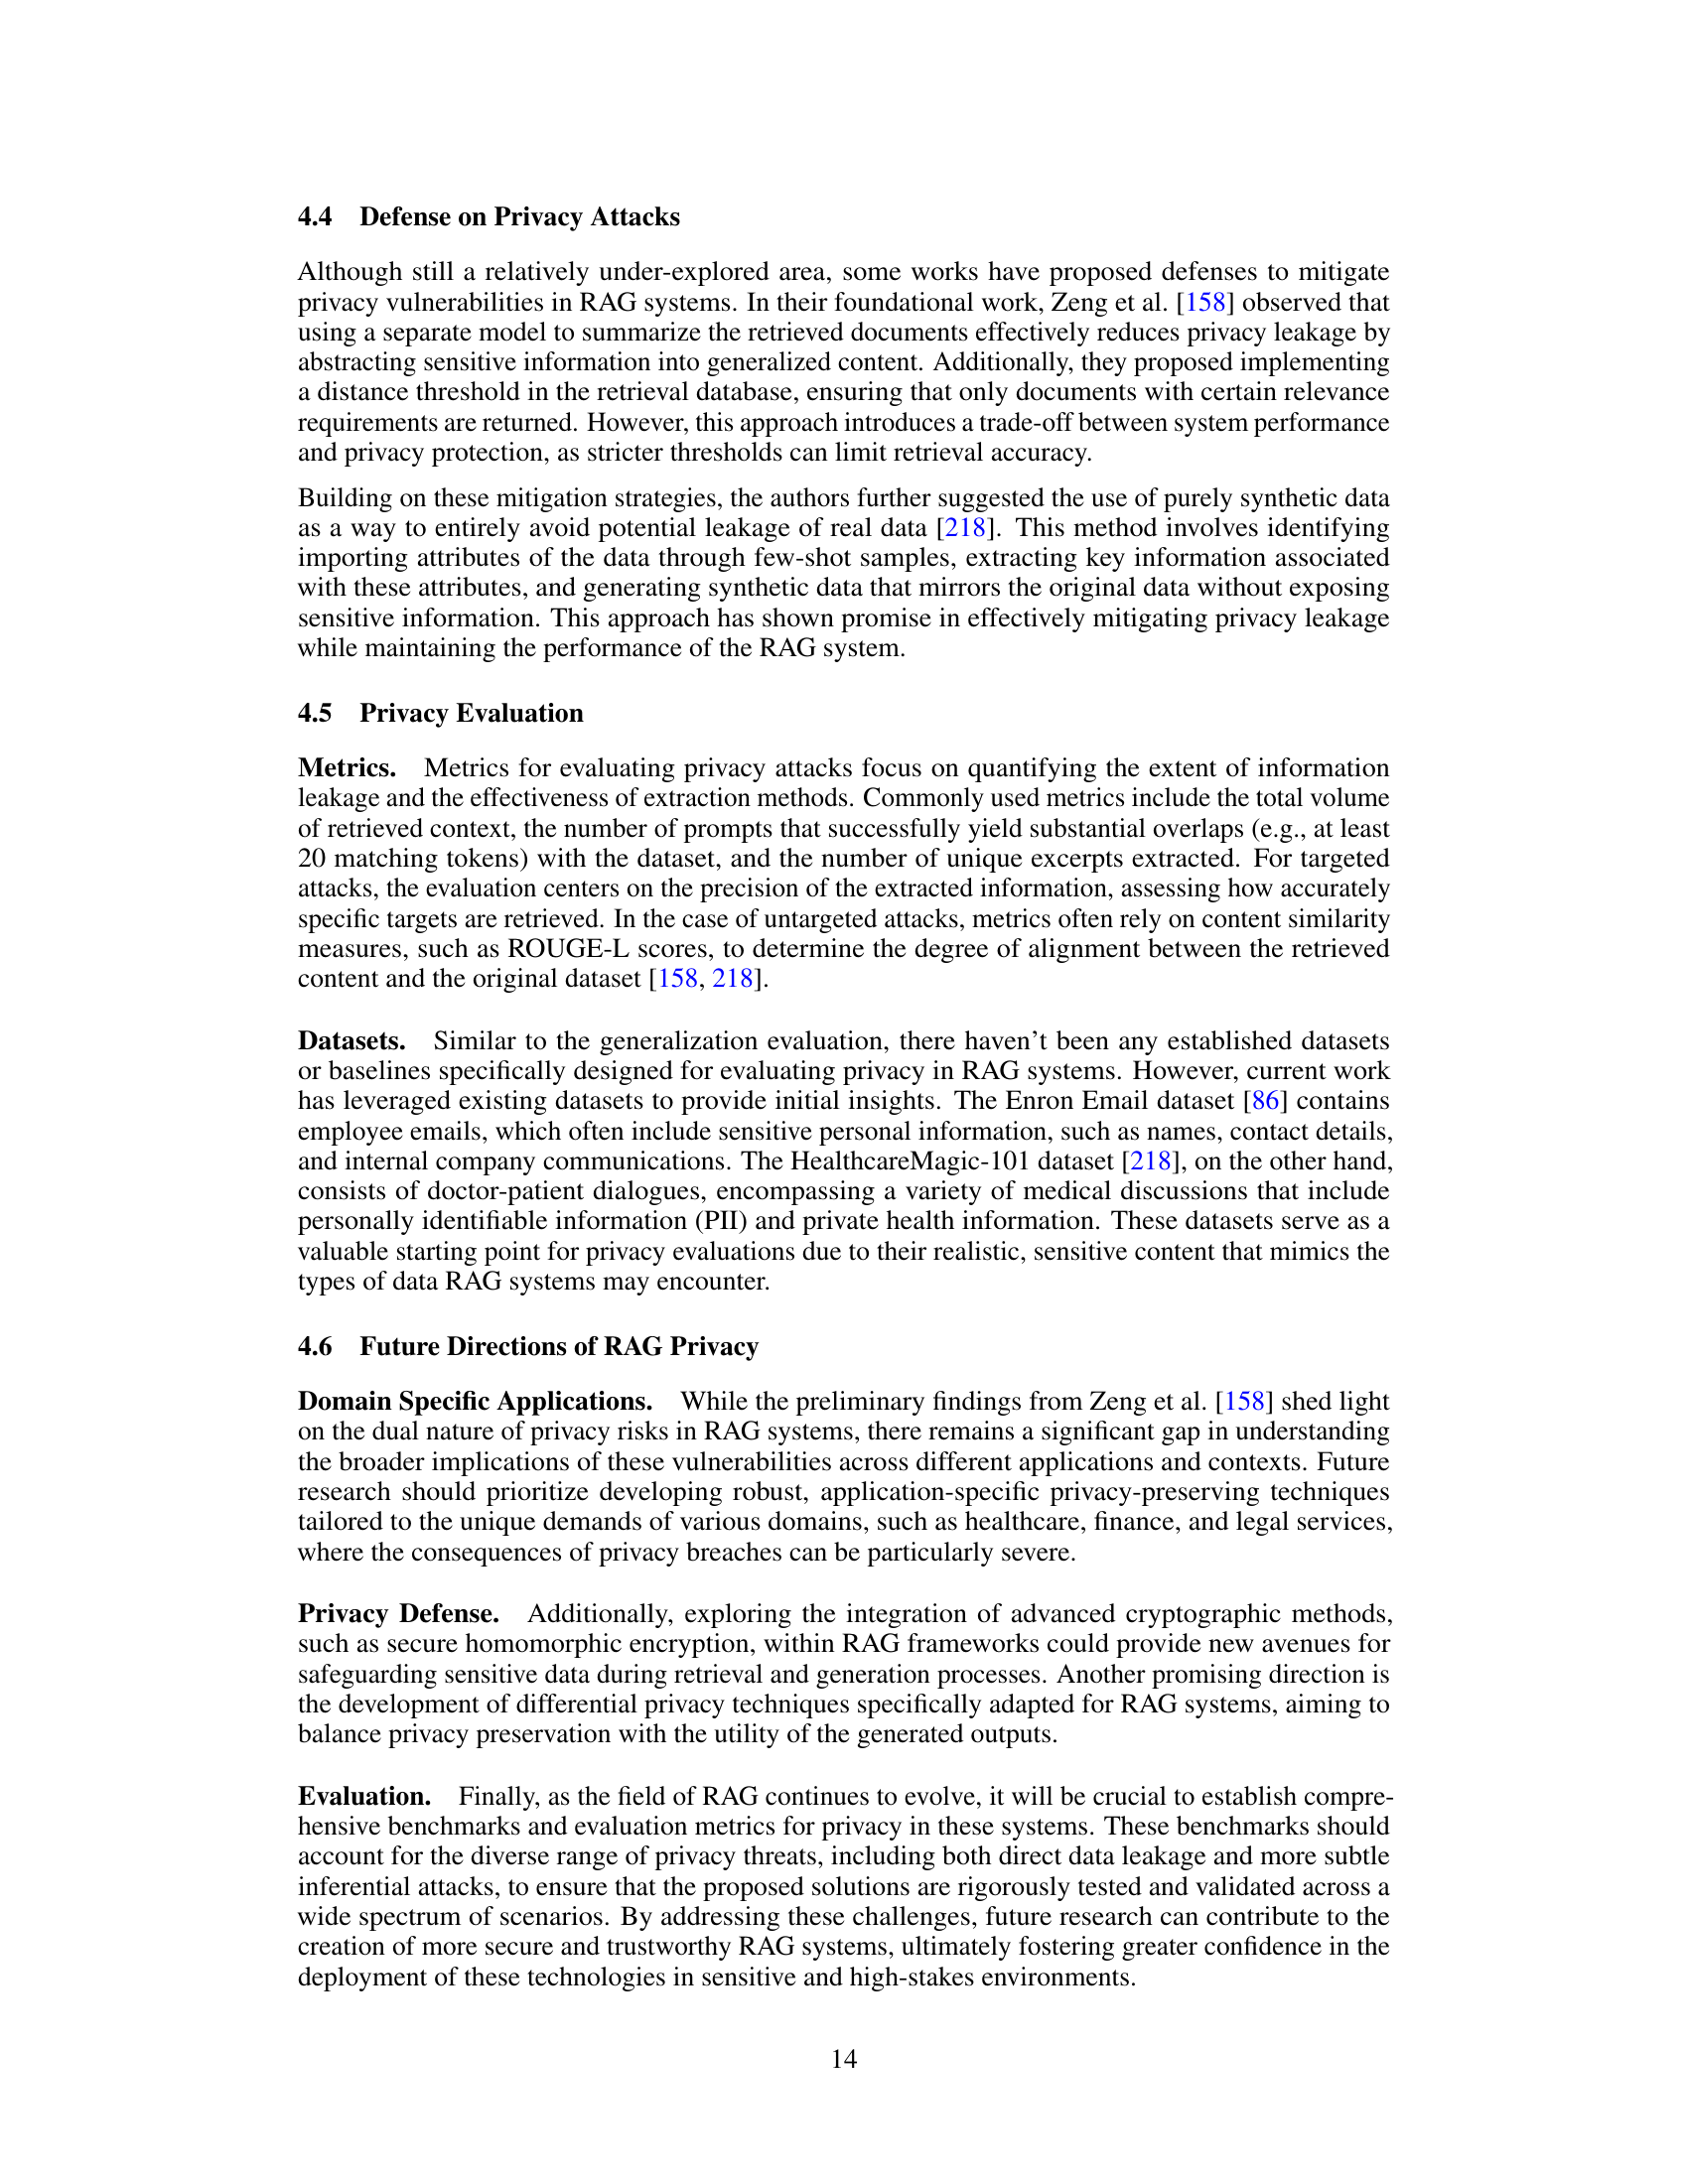 4.4 Defense on Privacy Attacks
Although still a relatively under-explored area, some works have proposed defenses to mitigate
privacy vulnerabilities in RAG systems. In their foundational work, Zeng et al. [158] observed that
using a separate model to summarize the retrieved documents effectively reduces privacy leakage by
abstracting sensitive information into generalized content. Additionally, they proposed implementing
a distance threshold in the retrieval database, ensuring that only documents with certain relevance
requirements are returned. However, this approach introduces a trade-off between system performance
and privacy protection, as stricter thresholds can limit retrieval accuracy.
Building on these mitigation strategies, the authors further suggested the use of purely synthetic data
as a way to entirely avoid potential leakage of real data [218]. This method involves identifying
importing attributes of the data through few-shot samples, extracting key information associated
with these attributes, and generating synthetic data that mirrors the original data without exposing
sensitive information. This approach has shown promise in effectively mitigating privacy leakage
while maintaining the performance of the RAG system.
4.5 Privacy Evaluation
Metrics. Metrics for evaluating privacy attacks focus on quantifying the extent of information
leakage and the effectiveness of extraction methods. Commonly used metrics include the total volume
of retrieved context, the number of prompts that successfully yield substantial overlaps (e.g., at least
20 matching tokens) with the dataset, and the number of unique excerpts extracted. For targeted
attacks, the evaluation centers on the precision of the extracted information, assessing how accurately
specific targets are retrieved. In the case of untargeted attacks, metrics often rely on content similarity
measures, such as ROUGE-L scores, to determine the degree of alignment between the retrieved
content and the original dataset [158, 218].
Datasets. Similar to the generalization evaluation, there haven't been any established datasets
or baselines specifically designed for evaluating privacy in RAG systems. However, current work
has leveraged existing datasets to provide initial insights. The Enron Email dataset [86] contains
employee emails, which often include sensitive personal information, such as names, contact details,
and internal company communications. The HealthcareMagic-101 dataset [218], on the other hand,
consists of doctor-patient dialogues, encompassing a variety of medical discussions that include
personally identifiable information (PII) and private health information. These datasets serve as a
valuable starting point for privacy evaluations due to their realistic, sensitive content that mimics the
types of data RAG systems may encounter.
4.6 Future Directions of RAG Privacy
Domain Specific Applications. While the preliminary findings from Zeng et al. [158] shed light
on the dual nature of privacy risks in RAG systems, there remains a significant gap in understanding
the broader implications of these vulnerabilities across different applications and contexts. Future
research should prioritize developing robust, application-specific privacy-preserving techniques
tailored to the unique demands of various domains, such as healthcare, finance, and legal services,
where the consequences of privacy breaches can be particularly severe.
Privacy Defense. Additionally, exploring the integration of advanced cryptographic methods,
such as secure homomorphic encryption, within RAG frameworks could provide new avenues for
safeguarding sensitive data during retrieval and generation processes. Another promising direction is
the development of differential privacy techniques specifically adapted for RAG systems, aiming to
balance privacy preservation with the utility of the generated outputs.
Evaluation. Finally, as the field of RAG continues to evolve, it will be crucial to establish compre-
hensive benchmarks and evaluation metrics for privacy in these systems. These benchmarks should
account for the diverse range of privacy threats, including both direct data leakage and more subtle
inferential attacks, to ensure that the proposed solutions are rigorously tested and validated across a
wide spectrum of scenarios. By addressing these challenges, future research can contribute to the
creation of more secure and trustworthy RAG systems, ultimately fostering greater confidence in the
deployment of these technologies in sensitive and high-stakes environments.
14